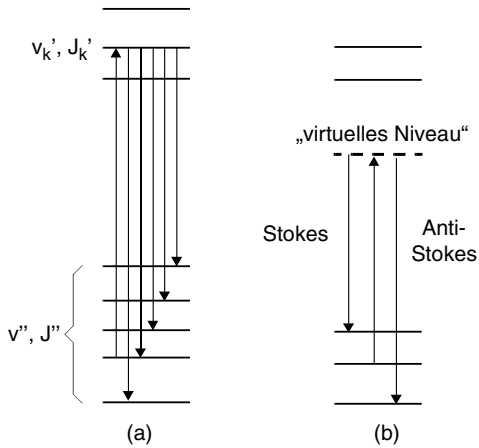 v_k', J_k'
„virtuelles Niveau“
Stokes
Anti-
Stokes
v'', J''
(a)
(b)